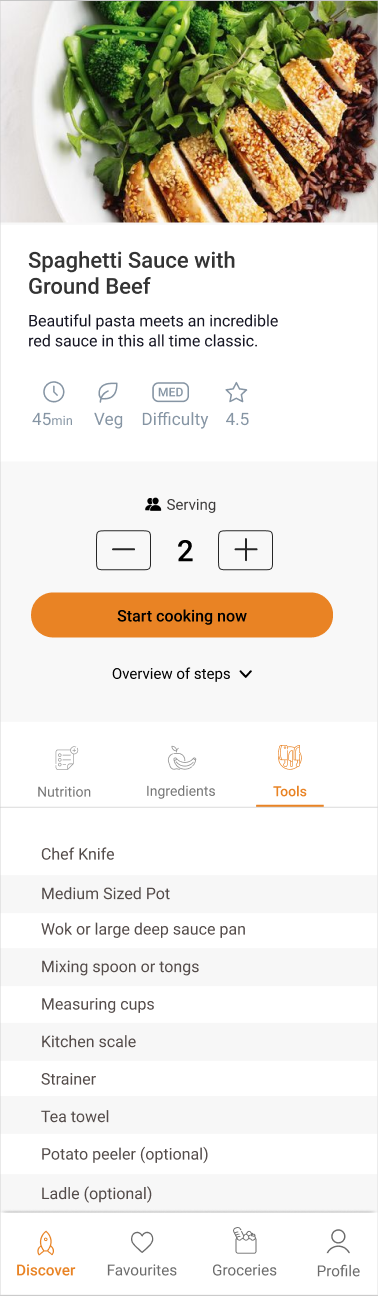 Spaghetti Sauce with
Ground Beef
Beautiful pasta meets an incredible
red sauce in this all time classic.
MED
45min Veg Difficulty 4.5
Serving
2
Start cooking now
Overview of steps
Nutrition Ingredients Tools
Chef Knife
Medium Sized Pot
Wok or large deep sauce pan
Mixing spoon or tongs
Measuring cups
Kitchen scale
Strainer
Tea towel
Potato peeler (optional)
Ladle (optional)
Discover Favourites Groceries Profile